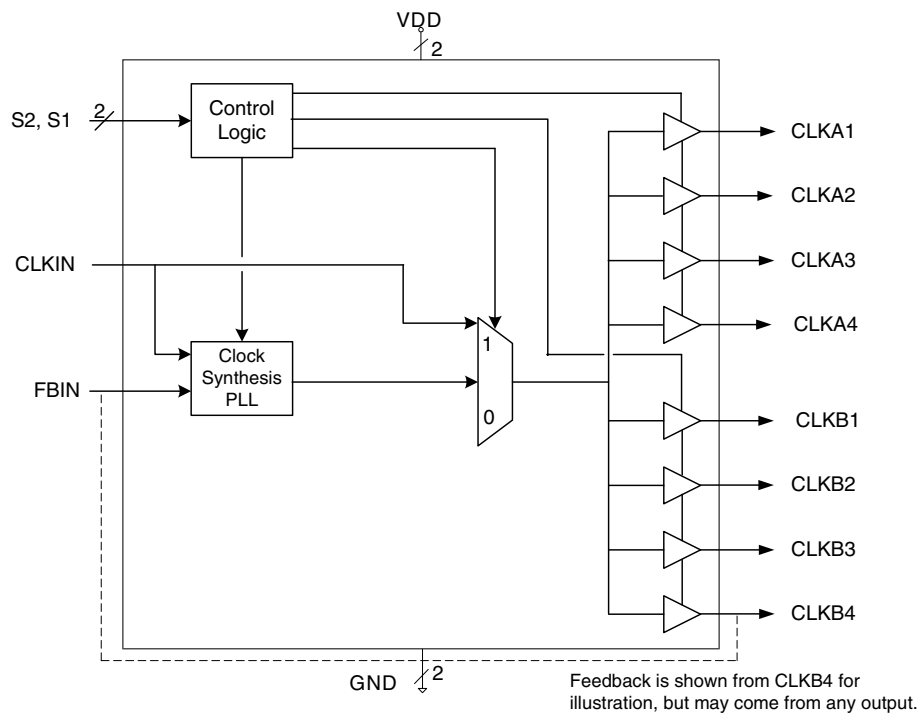 VDD
2
S2, S1
2
Control
Logic
CLKA1
CLKA2
CLKIN
CLKA3
1
CLKA4
Clock
Synthesis
PLL
FBIN
0
CLKB1
CLKB2
CLKB3
CLKB4
GND
2
Feedback is shown from CLKB4 for
illustration, but may come from any output.